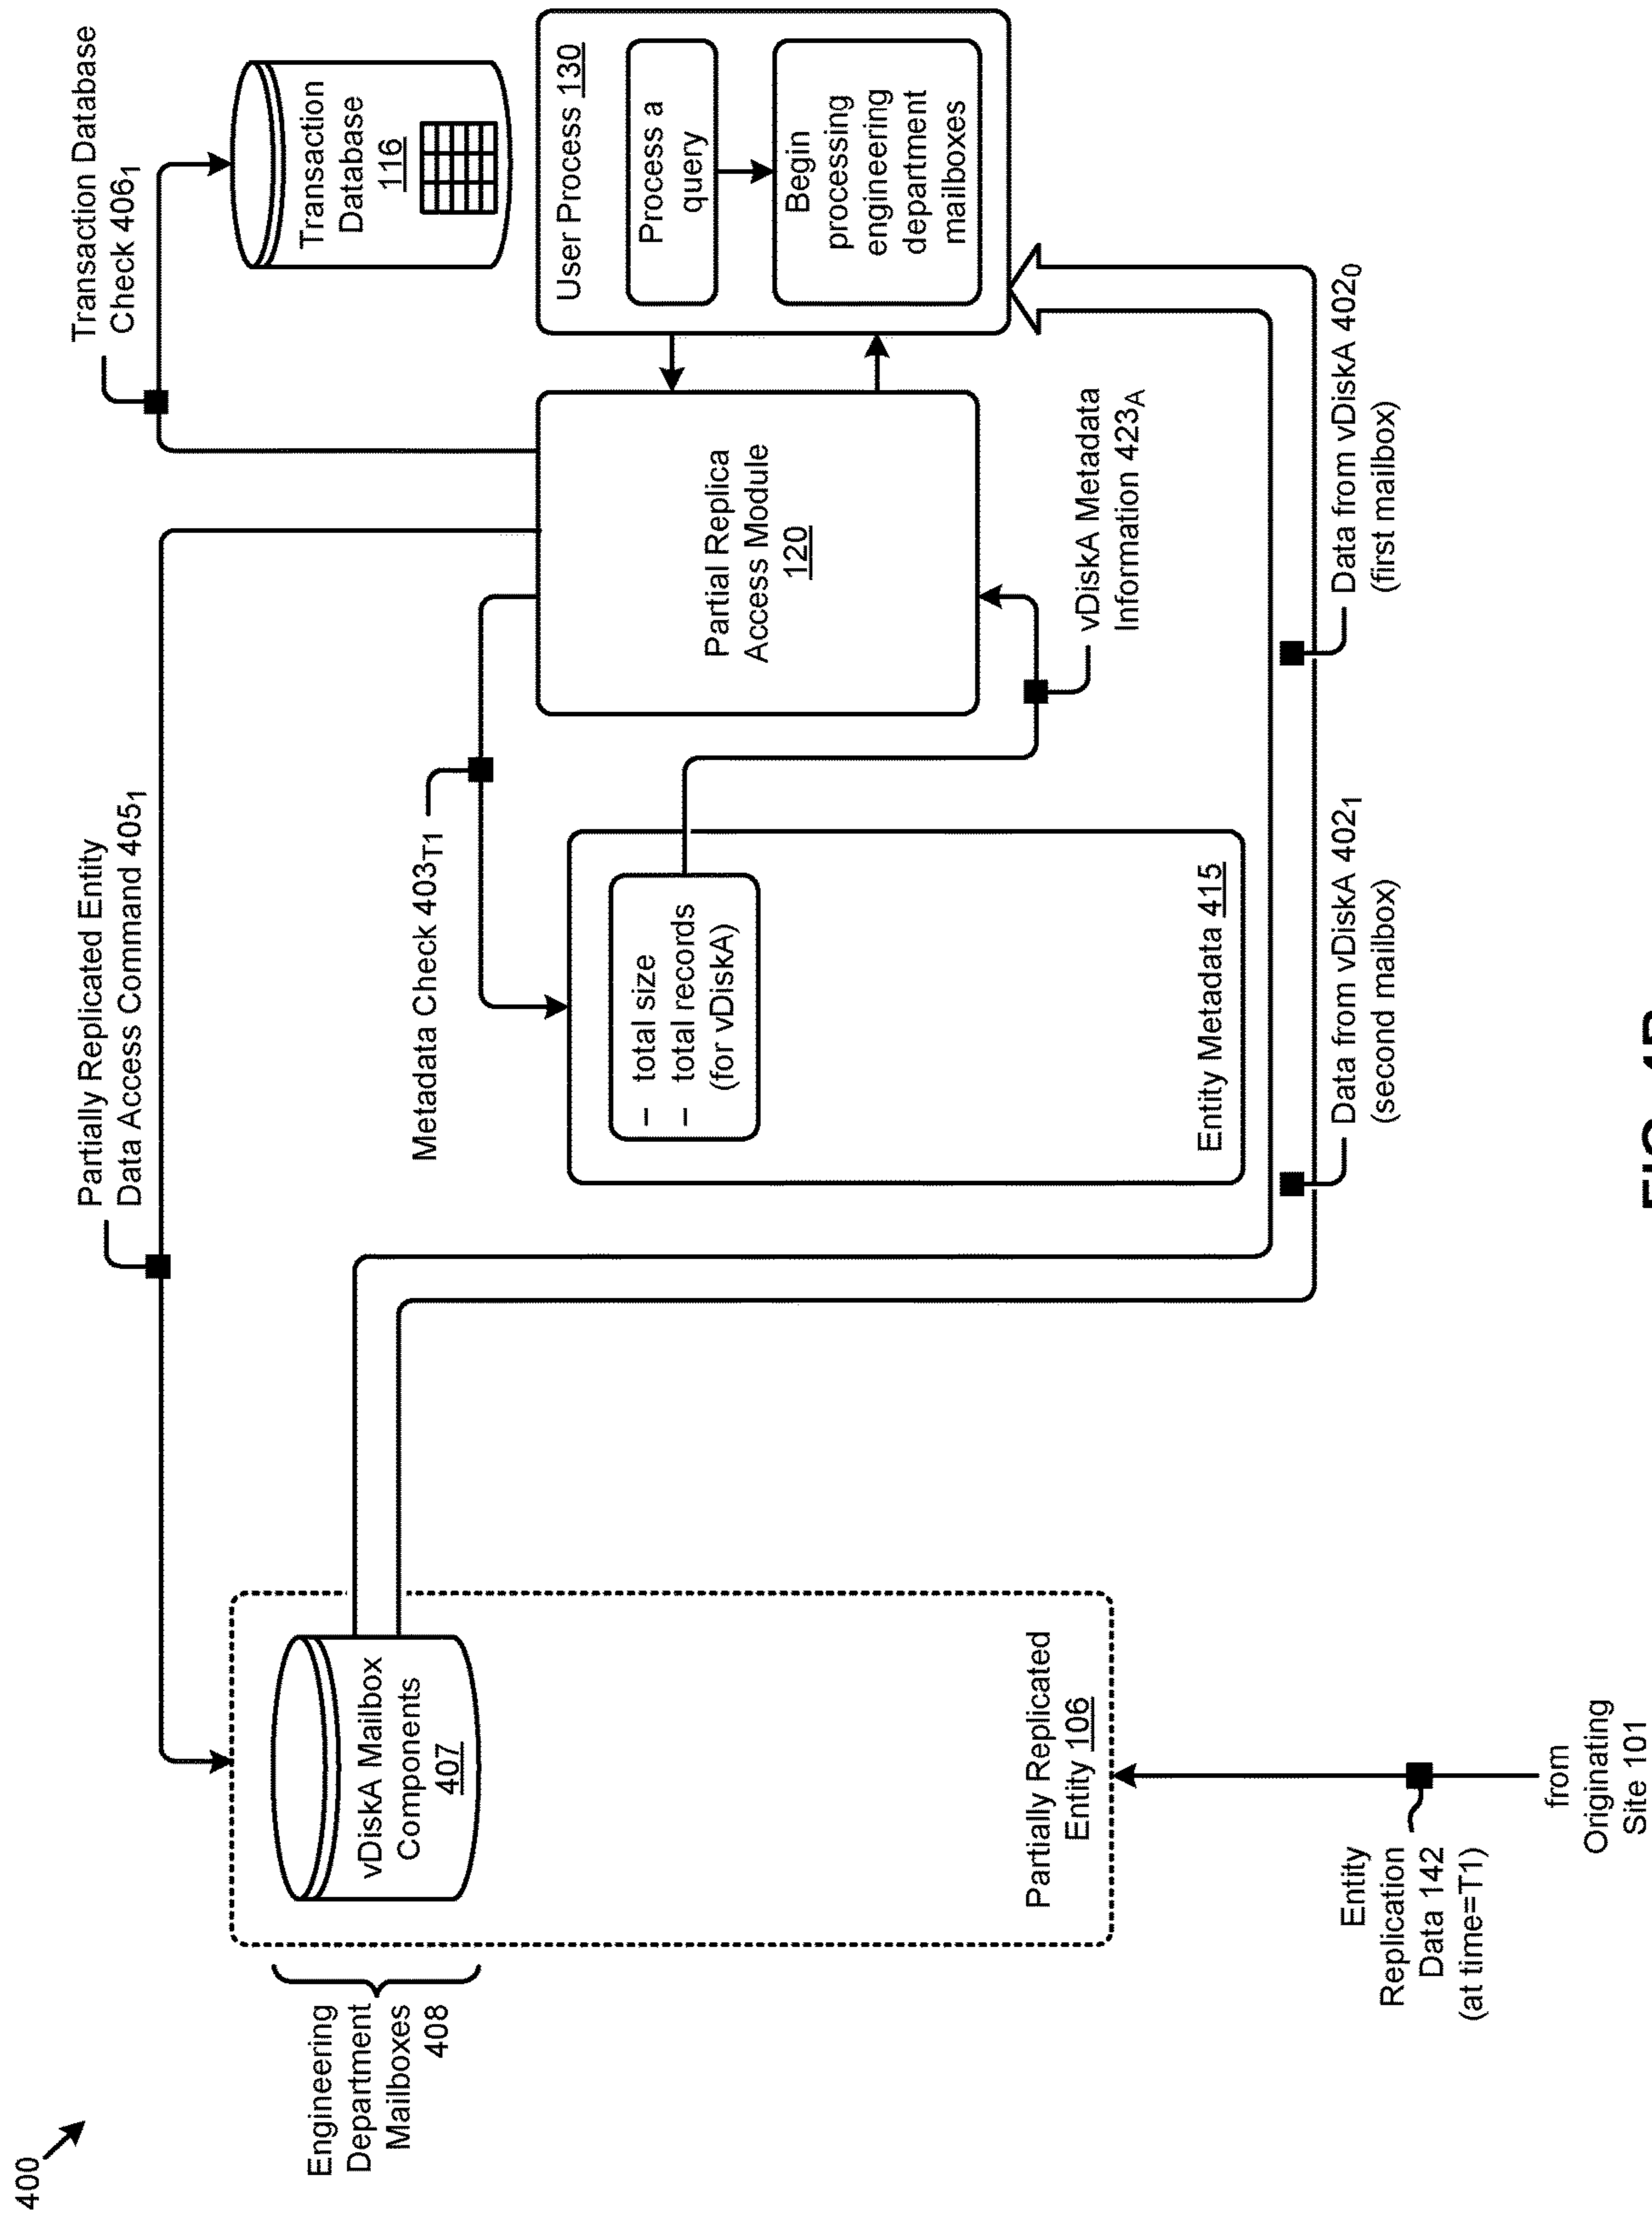 400
Partially Replicated Entity
Data Access Command 405₁
Transaction Database
Check 406₁
Engineering
Department
Mailboxes
408
vDiskA Mailbox
Components
407
Partially Replicated
Entity 106
Metadata Check 403T1
– total size
– total records
(for vDiskA)
Entity Metadata 415
Partial Replica
Access Module
120
vDiskA Metadata
Information 423A
Transaction
Database
116
User Process 130
Process a
query
Begin
processing
engineering
department
mailboxes
Data from vDiskA 402₁
(second mailbox)
Data from vDiskA 402₀
(first mailbox)
Entity
Replication
Data 142
(at time=T1)
from
Originating
Site 101